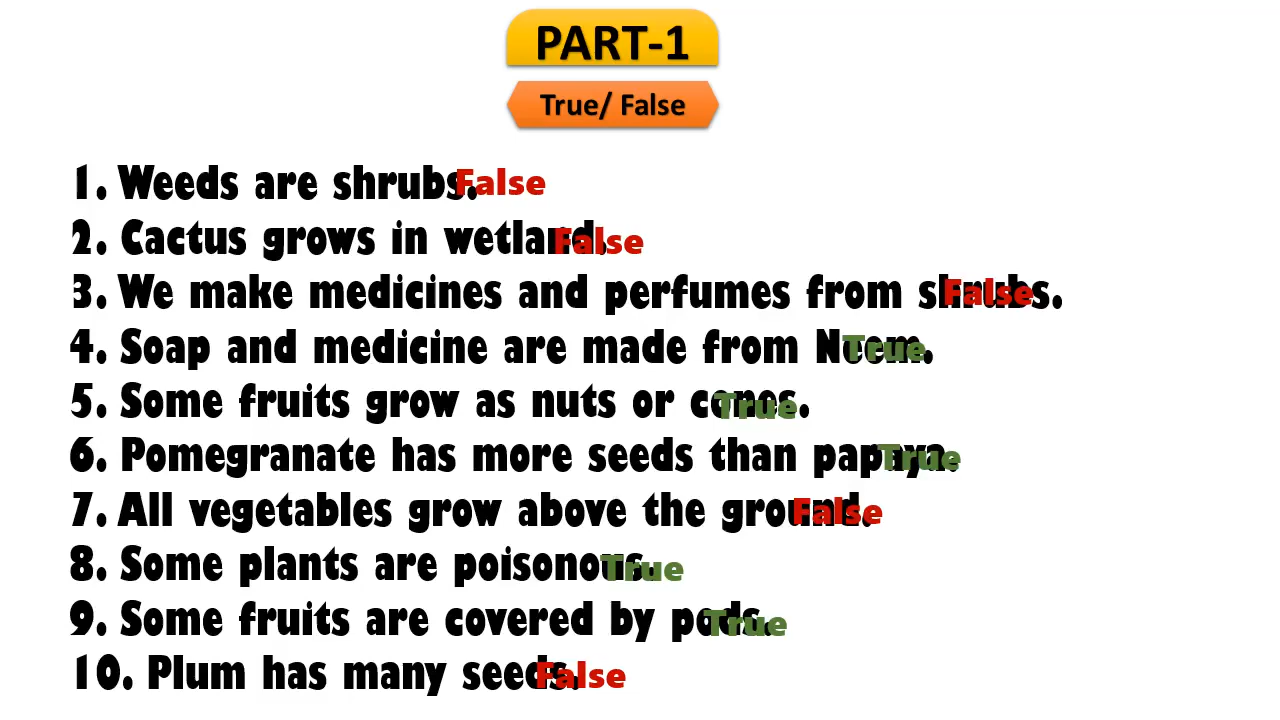 PART-1
True/ False
1. Weeds are shrubs. False
2. Cactus grows in wetland. False
3. We make medicines and perfumes from shrubs. False
4. Soap and medicine are made from Neem. True
5. Some fruits grow as nuts or cones. True
6. Pomegranate has more seeds than papaya. True
7. All vegetables grow above the ground. False
8. Some plants are poisonous. True
9. Some fruits are covered by pods. True
10. Plum has many seeds. False